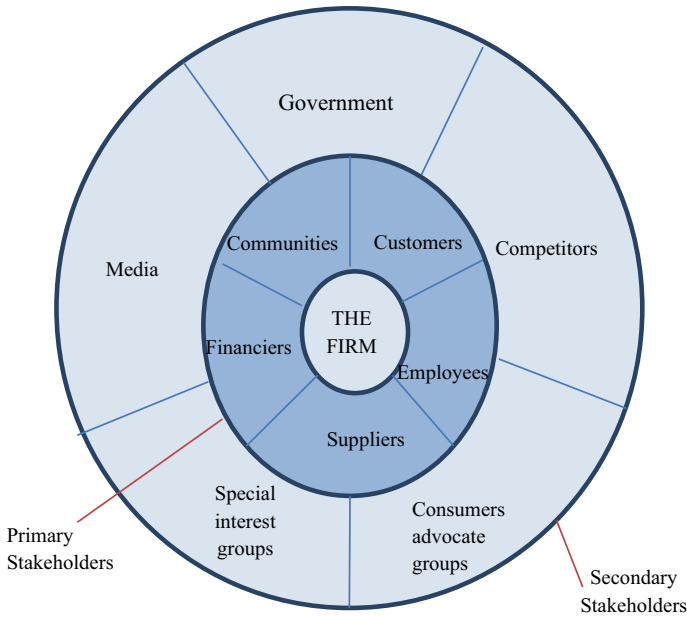 Government
Communities
Customers
Competitors
Media
THE
FIRM
Financiers
Employees
Suppliers
Special
interest
groups
Consumers
advocate
groups
Primary
Stakeholders
Secondary
Stakeholders